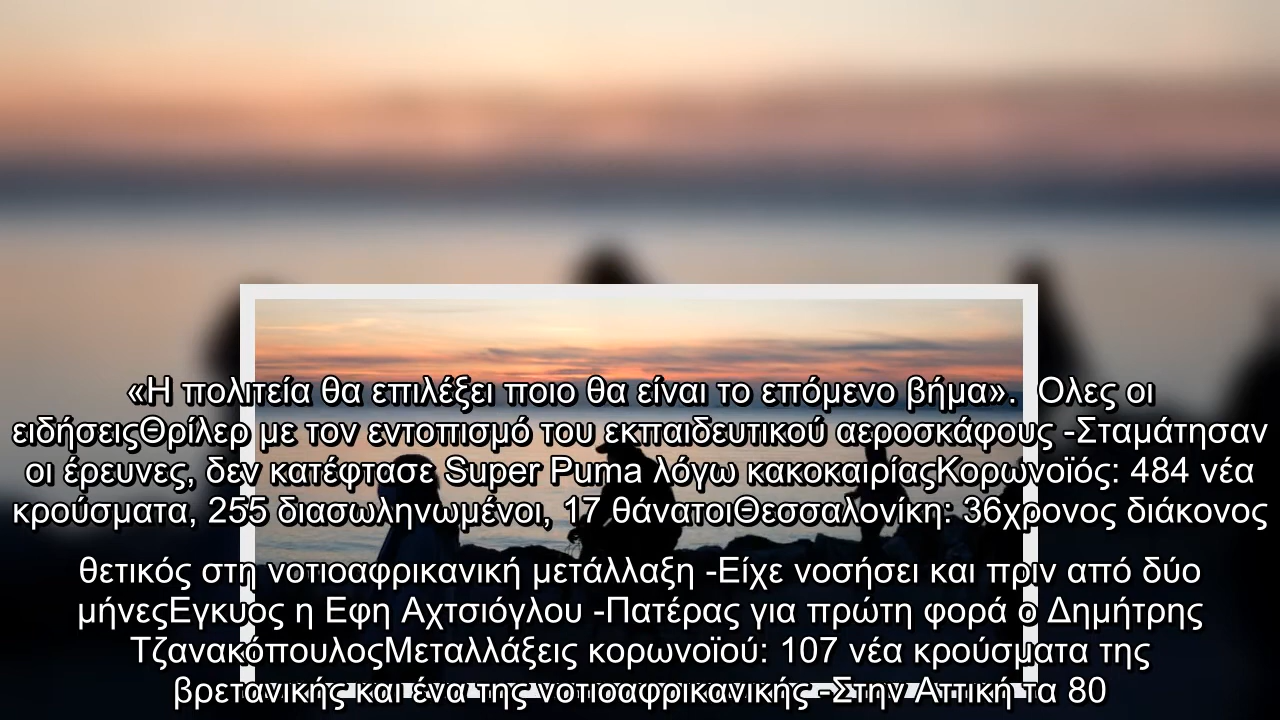 «Η πολιτεία θα επιλέξει ποιο θα είναι το επόμενο βήμα». Ολες οι
ειδήσειςΘρίλερ με τον εντοπισμό του εκπαιδευτικού αεροσκάφους -Σταμάτησαν
οι έρευνες, δεν κατέφτασε Super Puma λόγω κακοκαιρίαςΚορωνοϊός: 484 νέα
κρούσματα, 255 διασωληνωμένοι, 17 θάνατοιΘεσσαλονίκη: 36χρονος διάκονος
θετικός στη νοτιοαφρικανική μετάλλαξη -Είχε νοσήσει και πριν από δύο
μήνεςΕγκυος η Εφη Αχτσιόγλου -Πατέρας για πρώτη φορά ο Δημήτρης
ΤζανακόπουλοςΜεταλλάξεις κορωνοϊού: 107 νέα κρούσματα της
βρετανικής και ένα της νοτιοαφρικανικής -Στην Αττική τα 80